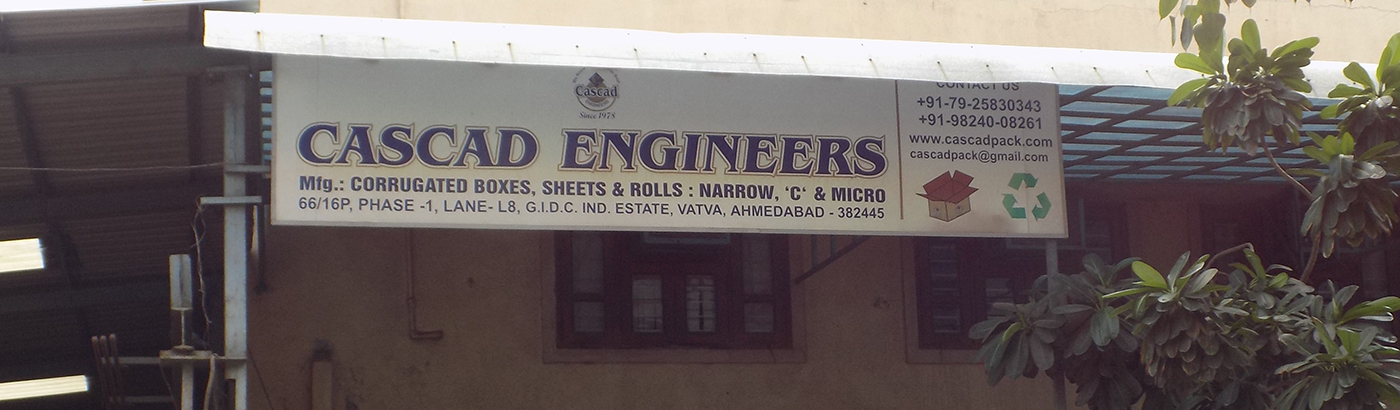 Cascad
Since 1978
CASCAD ENGINEERS
Mfg.: CORRUGATED BOXES, SHEETS & ROLLS : NARROW, 'C' & MICRO
66/16P, PHASE -1, LANE- L8, G.I.D.C. IND. ESTATE, VATVA, AHMEDABAD - 382445
CONTACT US
+91-79-25830343
+91-98240-08261
www.cascadpack.com
cascadpack@gmail.com